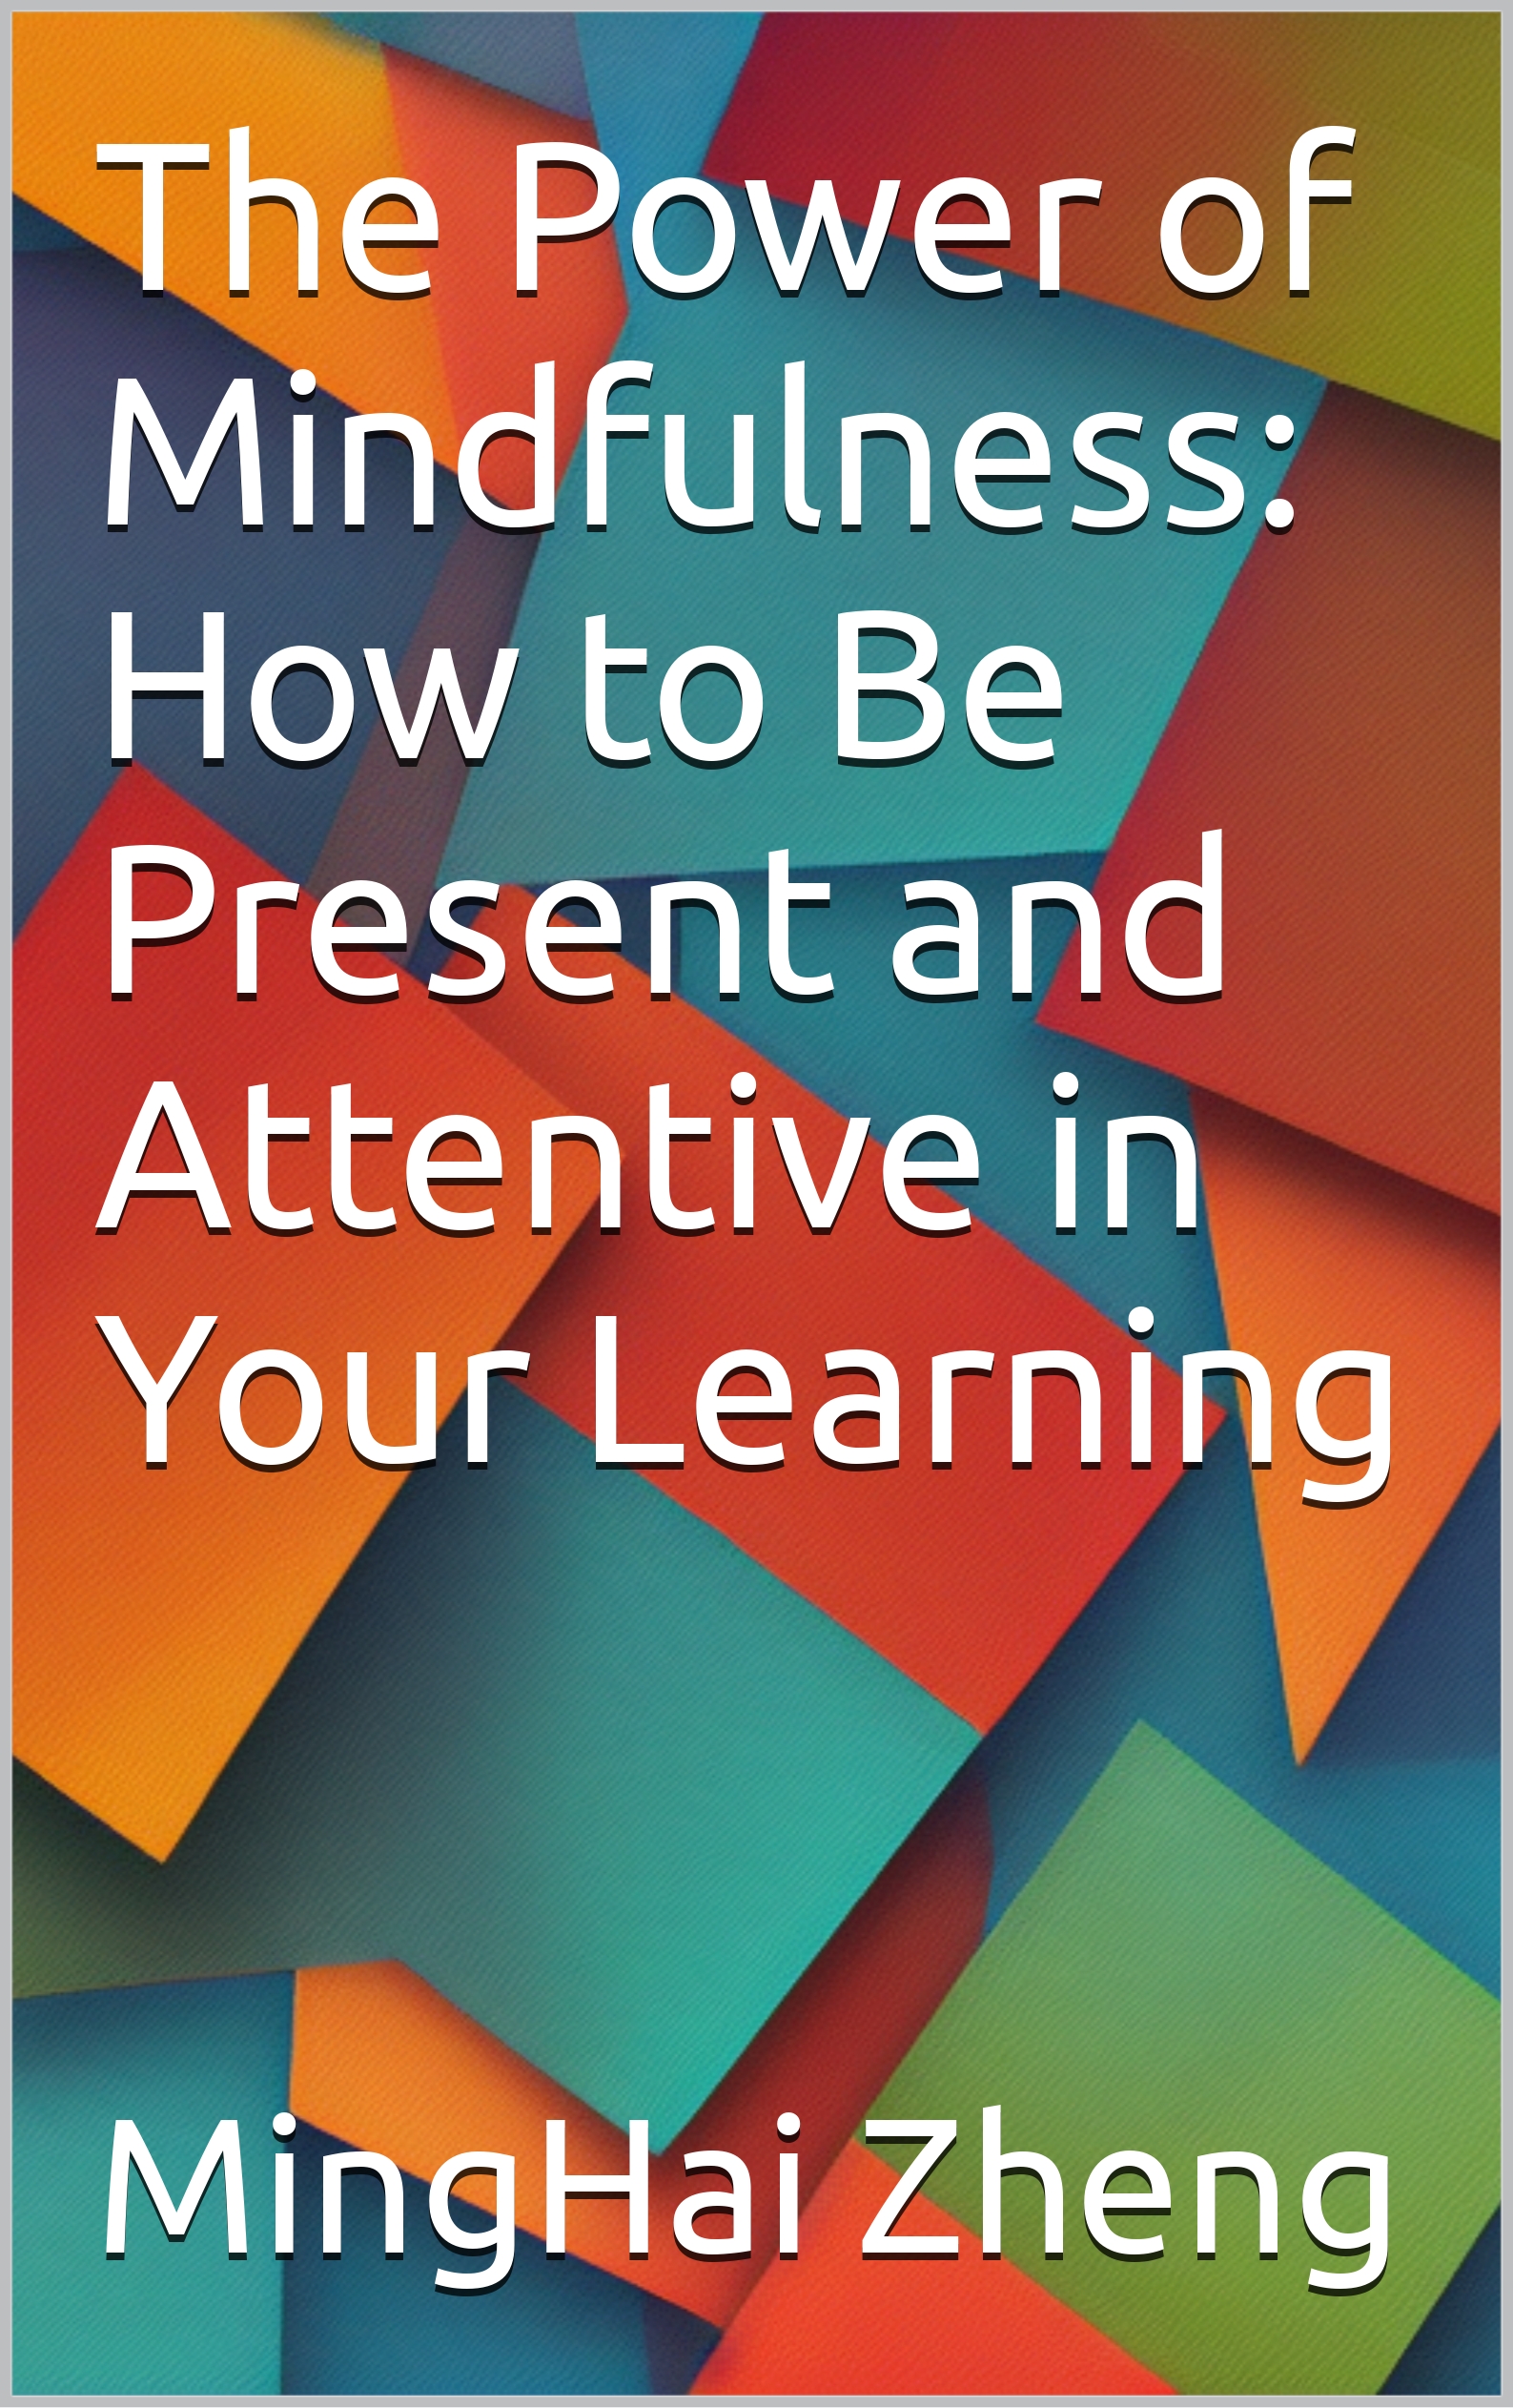 The Power of
Mindfulness:
How to Be
Present and
Attentive in
Your Learning
MingHai Zheng